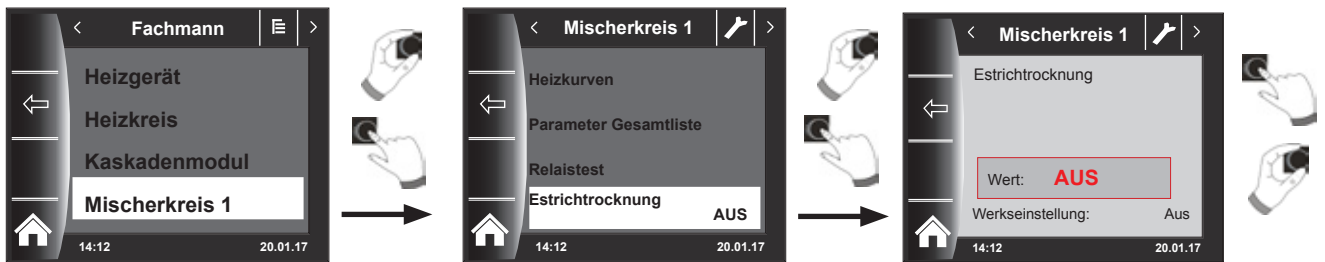 Fachmann
Heizgerät
Heizkreis
Kaskadenmodul
Mischerkreis 1
14:12 20.01.17
Mischerkreis 1
Heizkurven
Parameter Gesamtliste
Relaistest
Estrichtrocknung
AUS
14:12 20.01.17
Mischerkreis 1
Estrichtrocknung
Wert: AUS
Werkseinstellung: Aus
14:12 20.01.17